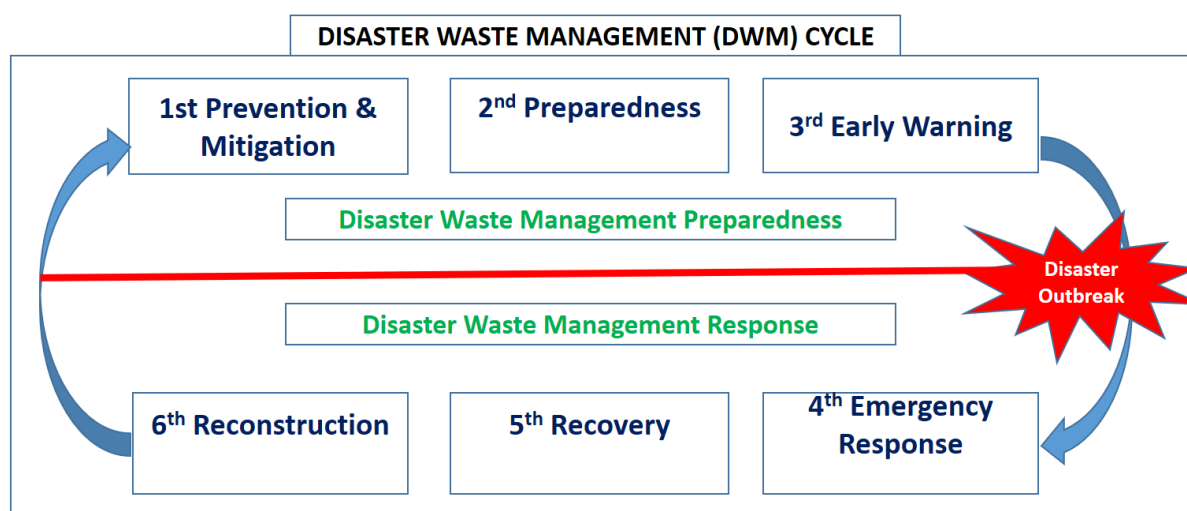 DISASTER WASTE MANAGEMENT (DWM) CYCLE
1st Prevention &
Mitigation
2nd Preparedness
3rd Early Warning
Disaster Waste Management Preparedness
Disaster
Outbreak
Disaster Waste Management Response
6th Reconstruction
5th Recovery
4th Emergency
Response